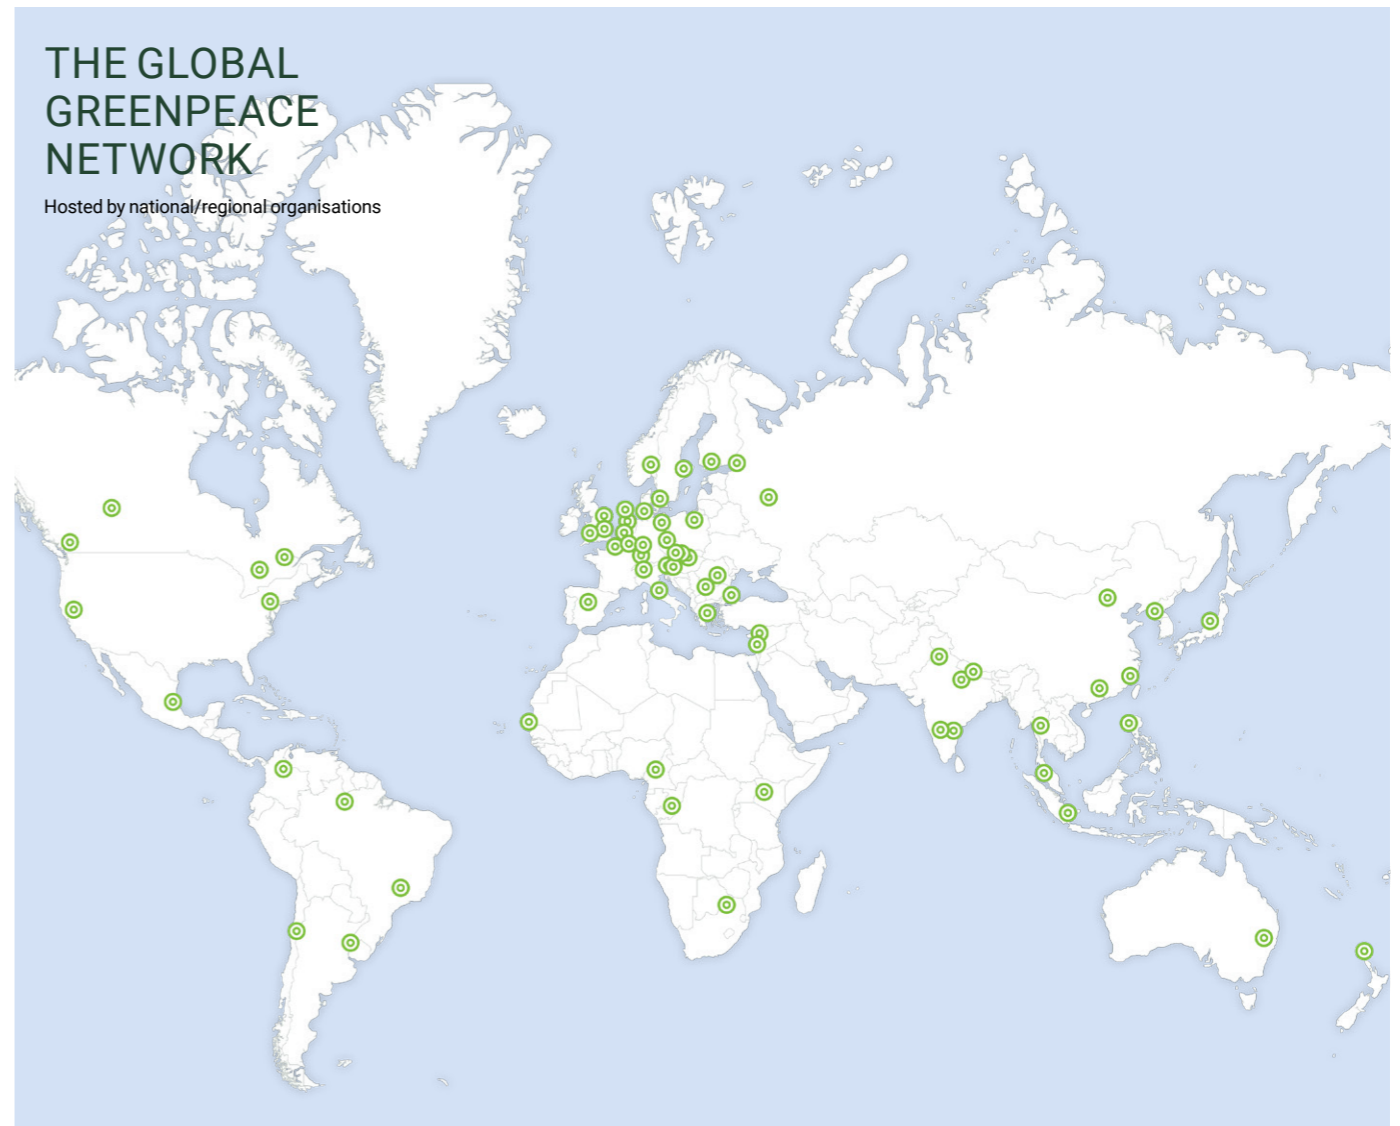 THE GLOBAL
GREENPEACE
NETWORK
Hosted by national/regional organisations